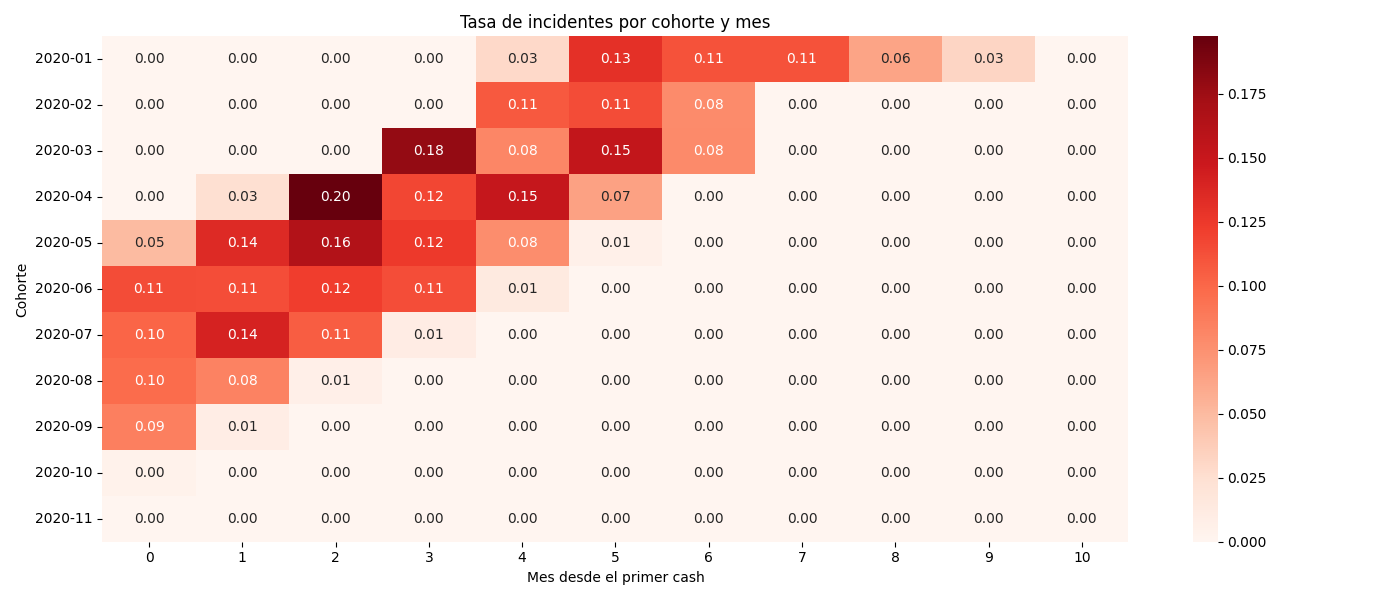 Tasa de incidentes por cohorte y mes
2020-01 0.00 0.00 0.00 0.00 0.03 0.13 0.11 0.11 0.06 0.03 0.00
2020-02 0.00 0.00 0.00 0.00 0.11 0.11 0.08 0.00 0.00 0.00 0.00
2020-03 0.00 0.00 0.00 0.18 0.08 0.15 0.08 0.00 0.00 0.00 0.00
2020-04 0.00 0.03 0.20 0.12 0.15 0.07 0.00 0.00 0.00 0.00 0.00
2020-05 0.05 0.14 0.16 0.12 0.08 0.01 0.00 0.00 0.00 0.00 0.00
2020-06 0.11 0.11 0.12 0.11 0.01 0.00 0.00 0.00 0.00 0.00 0.00
2020-07 0.10 0.14 0.11 0.01 0.00 0.00 0.00 0.00 0.00 0.00 0.00
2020-08 0.10 0.08 0.01 0.00 0.00 0.00 0.00 0.00 0.00 0.00 0.00
2020-09 0.09 0.01 0.00 0.00 0.00 0.00 0.00 0.00 0.00 0.00 0.00
2020-10 0.00 0.00 0.00 0.00 0.00 0.00 0.00 0.00 0.00 0.00 0.00
2020-11 0.00 0.00 0.00 0.00 0.00 0.00 0.00 0.00 0.00 0.00 0.00
0 1 2 3 4 5 6 7 8 9 10
Mes desde el primer cash
Cohorte
0.175
0.150
0.125
0.100
0.075
0.050
0.025
0.000